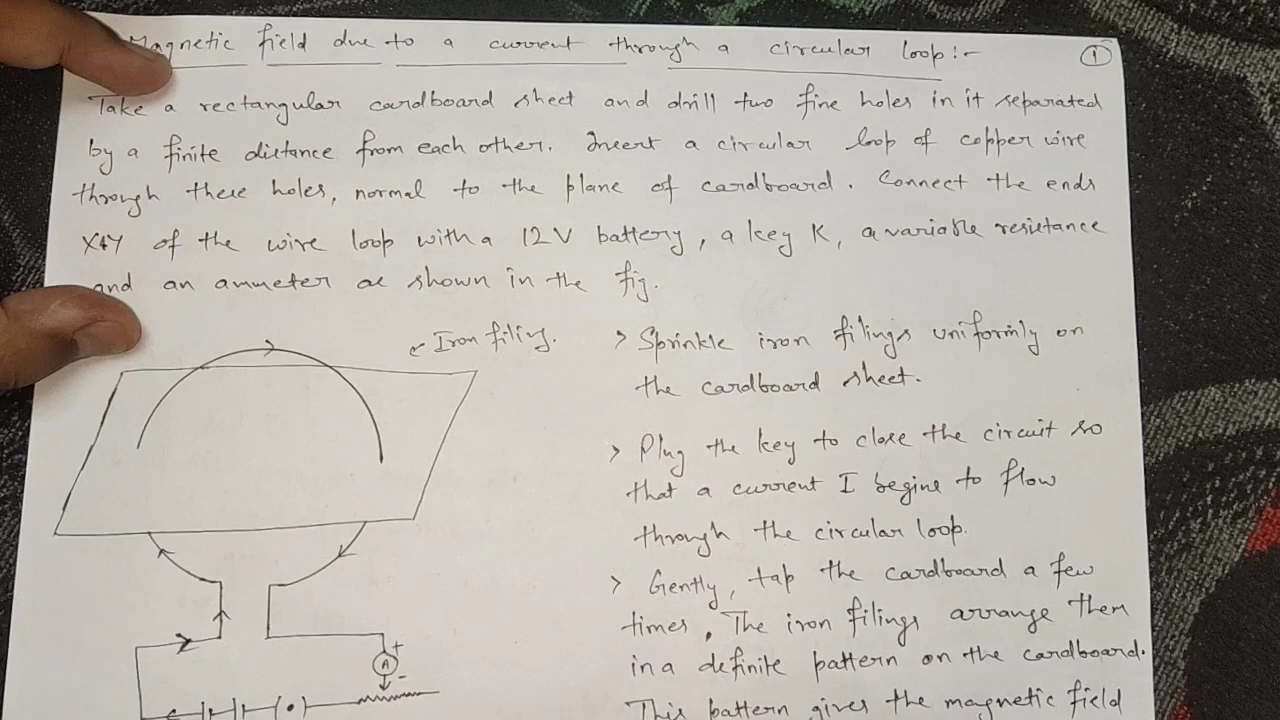 Magnetic field due to a current through a circular loop:-
1
Take a rectangular cardboard sheet and drill two fine holes in it separated
by a finite distance from each other. Insert a circular loop of copper wire
through these holes, normal to the plane of cardboard. Connect the ends
X&Y of the wire loop with a 12V battery, a key K, a variable resistance
and an ammeter as shown in the fig.
Iron filing.
> Sprinkle iron filings uniformly on
the cardboard sheet.
> Plug the key to close the circuit so
that a current I begins to flow
through the circular loop.
> Gently, tap the cardboard a few
times, The iron filings arrange them
in a definite pattern on the cardboard.
This pattern gives the magnetic field
+
A
-